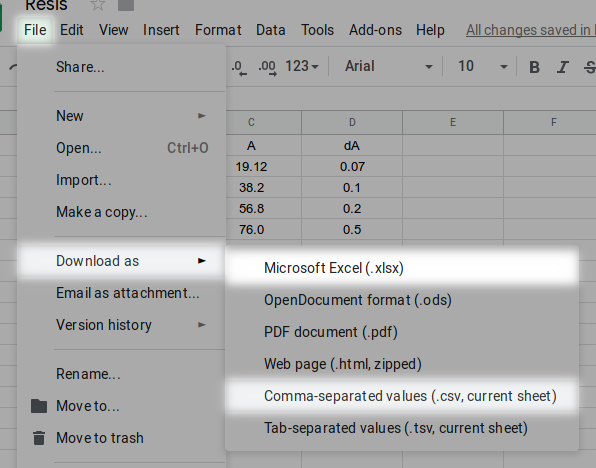 Resis
File Edit View Insert Format Data Tools Add-ons Help All changes saved in
.0 .00 123 Arial 10 B I S
C D E F
A dA
19.12 0.07
38.2 0.1
56.8 0.2
76.0 0.5
Share...
New
Open... Ctrl+O
Import...
Make a copy...
Download as
Email as attachment...
Version history
Rename...
Move to...
Move to trash
Microsoft Excel (.xlsx)
OpenDocument format (.ods)
PDF document (.pdf)
Web page (.html, zipped)
Comma-separated values (.csv, current sheet)
Tab-separated values (.tsv, current sheet)